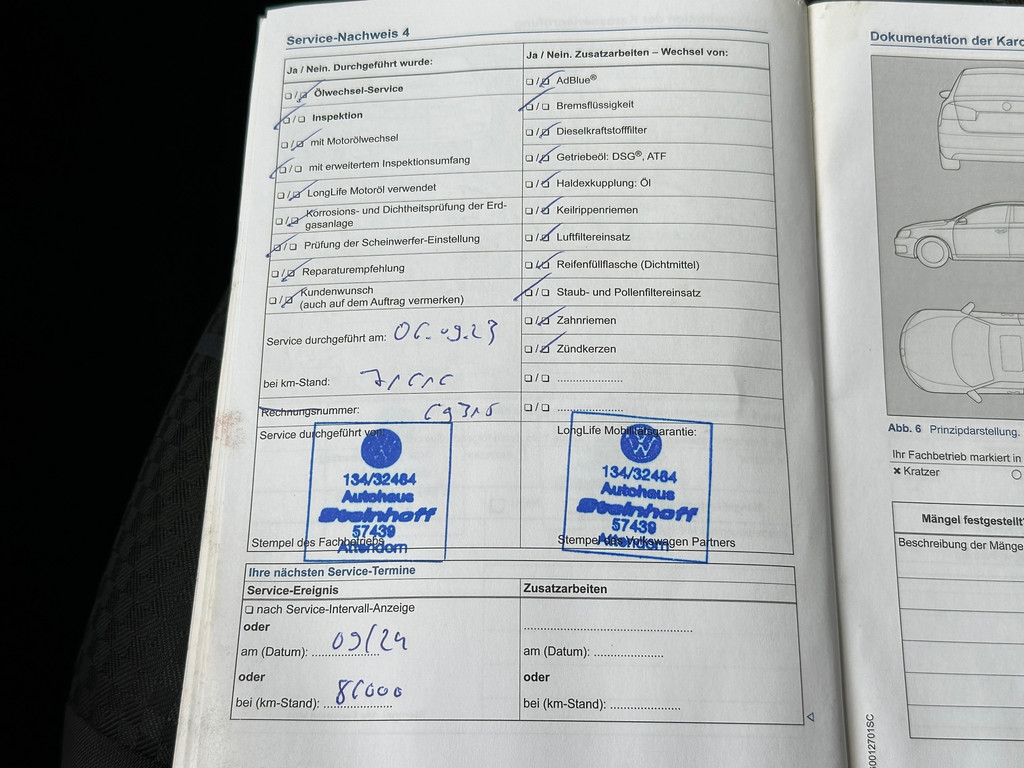 Service-Nachweis 4
Ja / Nein. Durchgeführt wurde:
☐ / ☐ Ölwechsel-Service
☐ / ☐ Inspektion
☐ / ☐ mit Motorölwechsel
☐ / ☐ mit erweitertem Inspektionsumfang
☐ / ☐ LongLife Motoröl verwendet
☐ / ☐ Korrosions- und Dichtheitsprüfung der Erd-
gasanlage
☐ / ☐ Prüfung der Scheinwerfer-Einstellung
☐ / ☐ Reparaturempfehlung
☐ / ☐ Kundenwunsch
(auch auf dem Auftrag vermerken)
Service durchgeführt am: 06.09.23
bei km-Stand:
Rechnungsnummer:
Service durchgeführt von:
134/32484
Autohaus
Steinhoff
57439
Attendorn
Stempel des Fachbetriebs
Ja / Nein. Zusatzarbeiten – Wechsel von:
☐ / ☐ AdBlue®
☐ / ☐ Bremsflüssigkeit
☐ / ☐ Dieselkraftstofffilter
☐ / ☐ Getriebeöl: DSG®, ATF
☐ / ☐ Haldexkupplung: Öl
☐ / ☐ Keilrippenriemen
☐ / ☐ Luftfiltereinsatz
☐ / ☐ Reifenfüllflasche (Dichtmittel)
☐ / ☐ Staub- und Pollenfiltereinsatz
☐ / ☐ Zahnriemen
☐ / ☐ Zündkerzen
☐ / ☐ ......................
☐ / ☐ ......................
LongLife Mobilitätsgarantie:
134/32484
Autohaus
Steinhoff
57439
Attendorn
Stempel des Volkswagen Partners
Ihre nächsten Service-Termine
Service-Ereignis
☐ nach Service-Intervall-Anzeige
oder
am (Datum): 09/24
oder
bei (km-Stand): 86000
Zusatzarbeiten
am (Datum): ......................
oder
bei (km-Stand): ......................
Dokumentation der Karo
Abb. 6 Prinzipdarstellung.
Ihr Fachbetrieb markiert in
× Kratzer
Mängel festgestellt
Beschreibung der Mänge
0012701SC